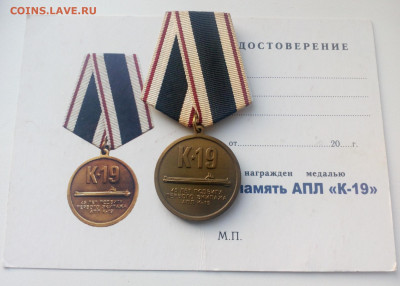 COINS.LAVE.RU
ДОСТОВЕРЕНИЕ
от 20 г.
К-19
К-19
награжден медалью
память АПЛ «К-19»
М.П.